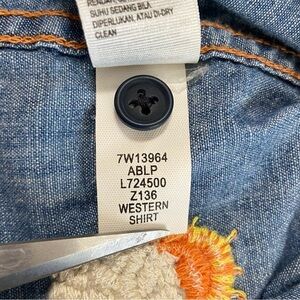 SUHU SEDANG BILA
DIPERLUKAN, ATAU DI-DRY
CLEAN
7W13964
ABLP
L724500
Z136
WESTERN
SHIRT